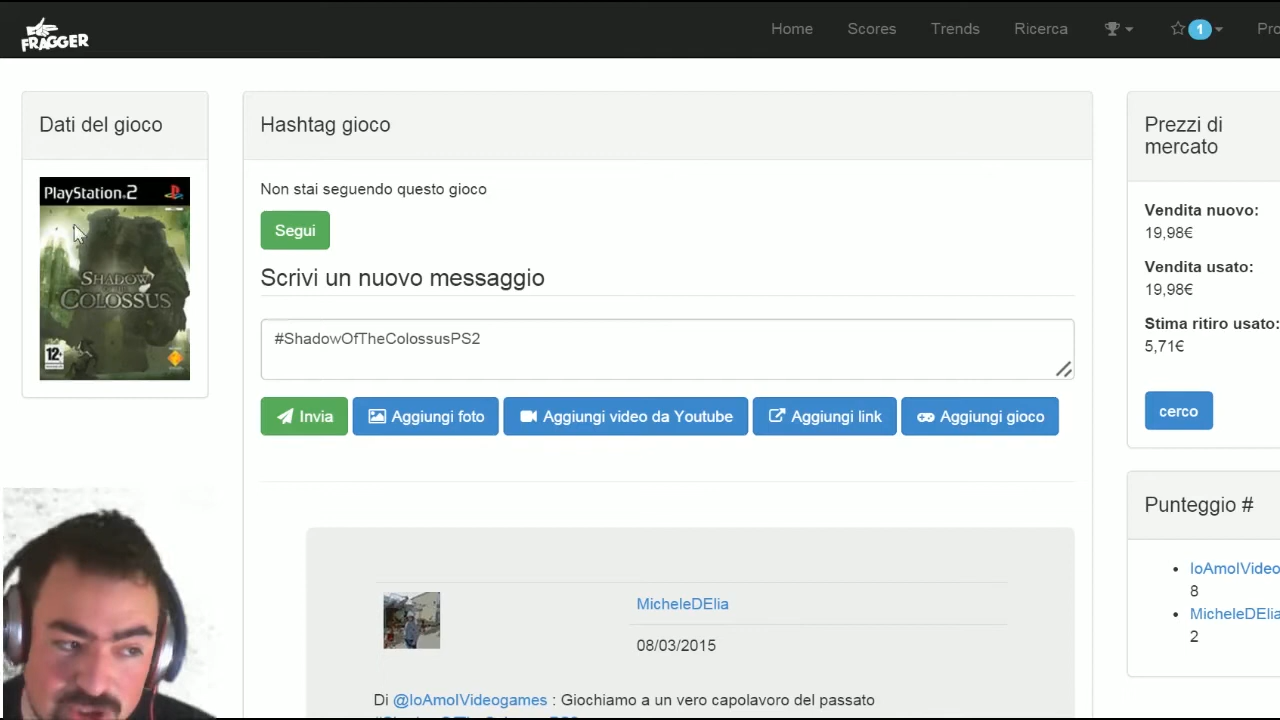 FRAGGER
Home
Scores
Trends
Ricerca
1
Pro
Dati del gioco
PlayStation.2
SHADOW
OF THE
COLOSSUS
12+
Hashtag gioco
Non stai seguendo questo gioco
Segui
Scrivi un nuovo messaggio
#ShadowOfTheColossusPS2
Invia
Aggiungi foto
Aggiungi video da Youtube
Aggiungi link
Aggiungi gioco
MicheleDElia
08/03/2015
Di @IoAmoIVideogames : Giochiamo a un vero capolavoro del passato
#ShadowOfTheColossusPS2
Prezzi di
mercato
Vendita nuovo:
19,98€
Vendita usato:
19,98€
Stima ritiro usato:
5,71€
cerco
Punteggio #
IoAmoIVideo
8
MicheleDElia
2